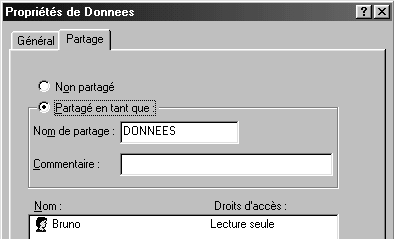 Propriétés de Donnees
Général Partage
Non partagé
Partagé en tant que :
Nom de partage : DONNEES
Commentaire :
Nom : Droits d'accès :
Bruno Lecture seule